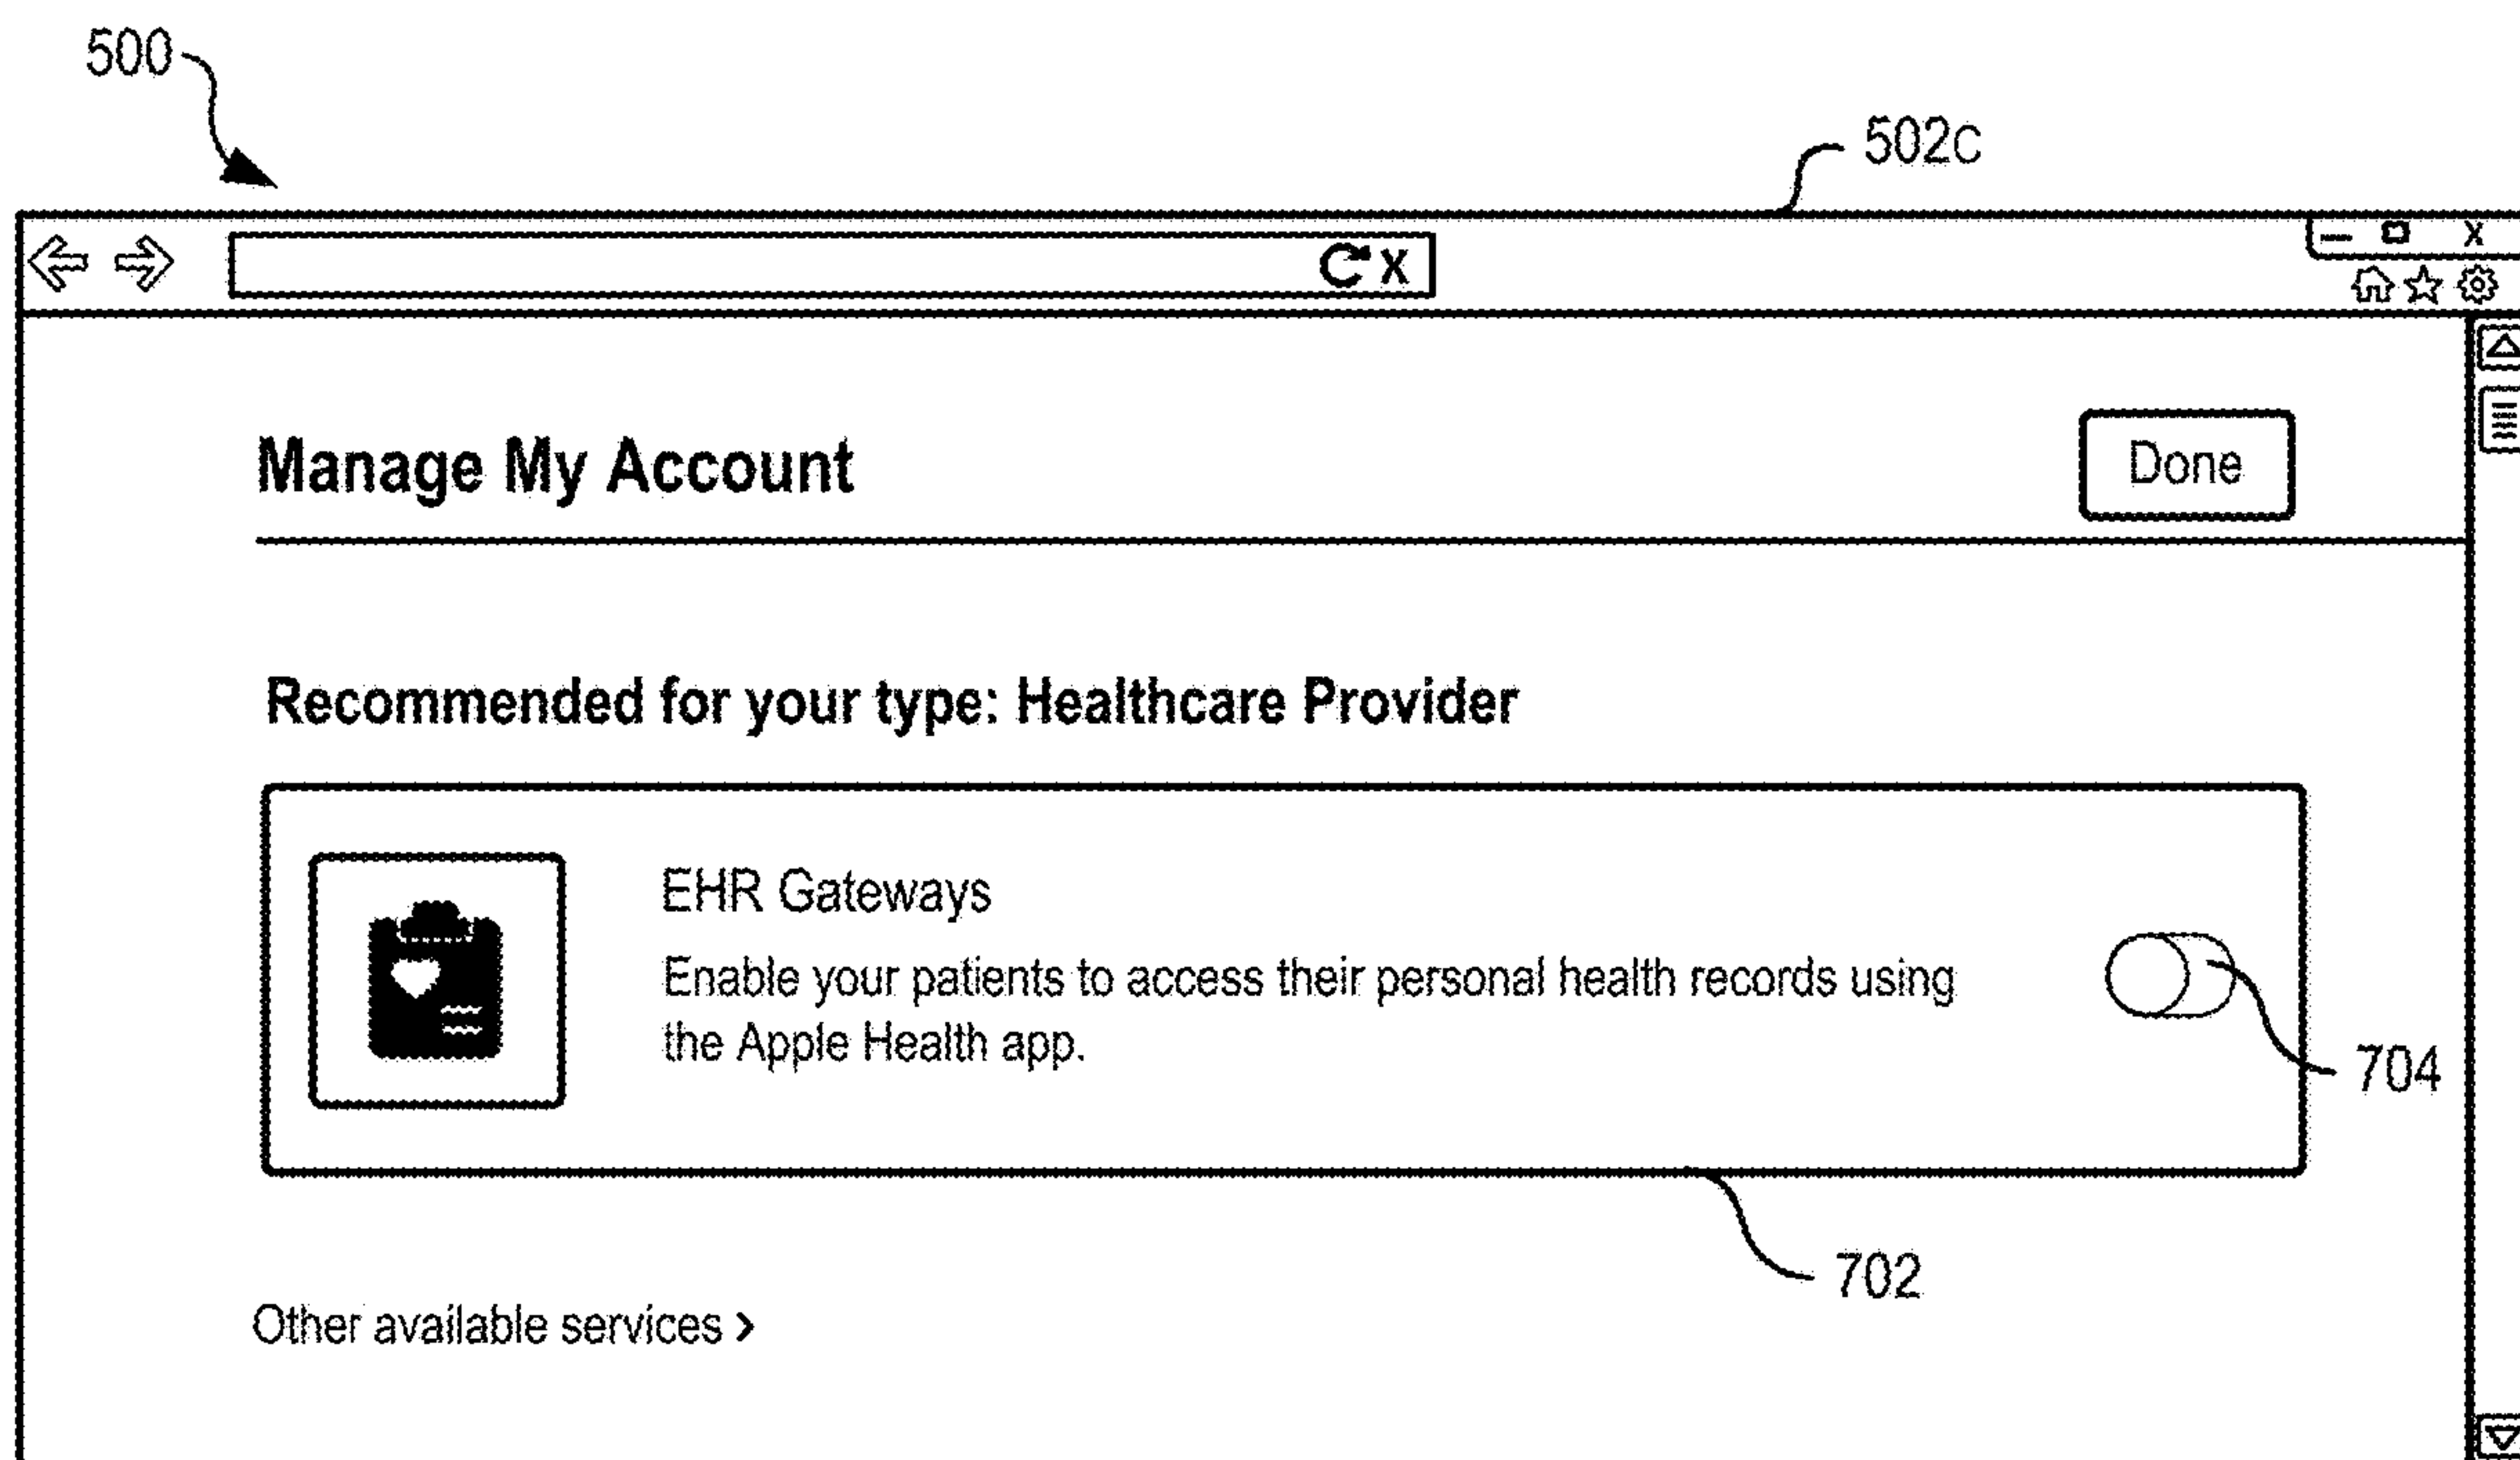 500
502c
X
X
Manage My Account
Done
Recommended for your type: Healthcare Provider
EHR Gateways
Enable your patients to access their personal health records using
the Apple Health app.
704
702
Other available services >